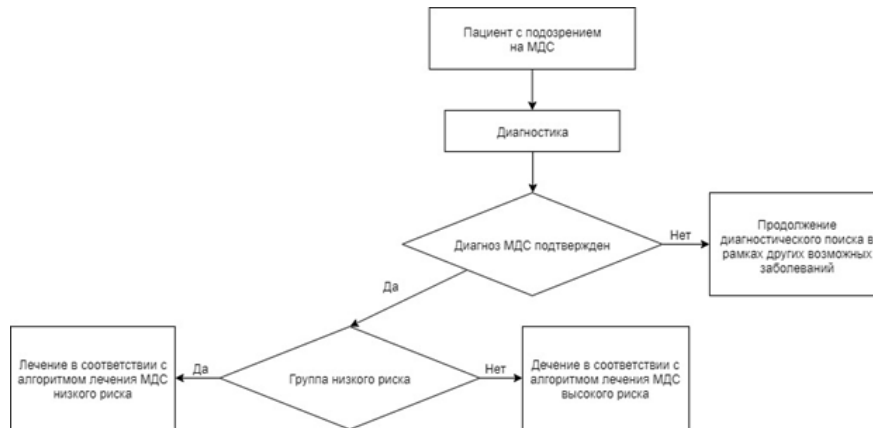 Пациент с подозрением
на МДС
Диагностика
Диагноз МДС подтвержден
Нет
Продолжение
диагностического поиска в
рамках других возможных
заболеваний
Да
Лечение в соответствии с
алгоритмом лечения МДС
низкого риска
Да
Группа низкого риска
Нет
Дечение в соответствии с
алгоритмом лечения МДС
высокого риска